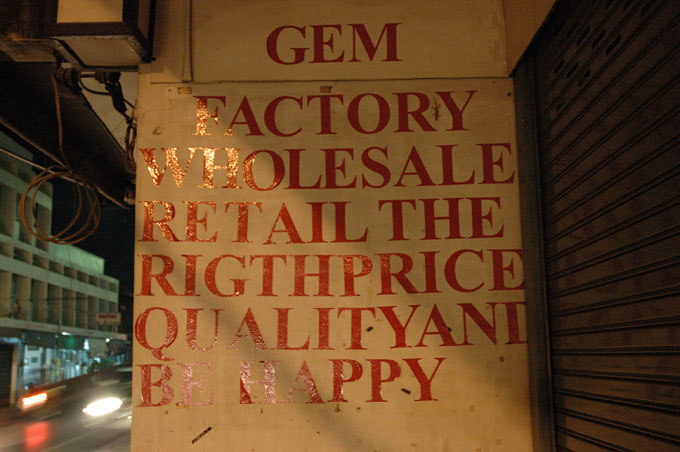 GEM
FACTORY
WHOLESALE
RETAIL THE
RIGTHPRICE
QUALITYAND
BE HAPPY